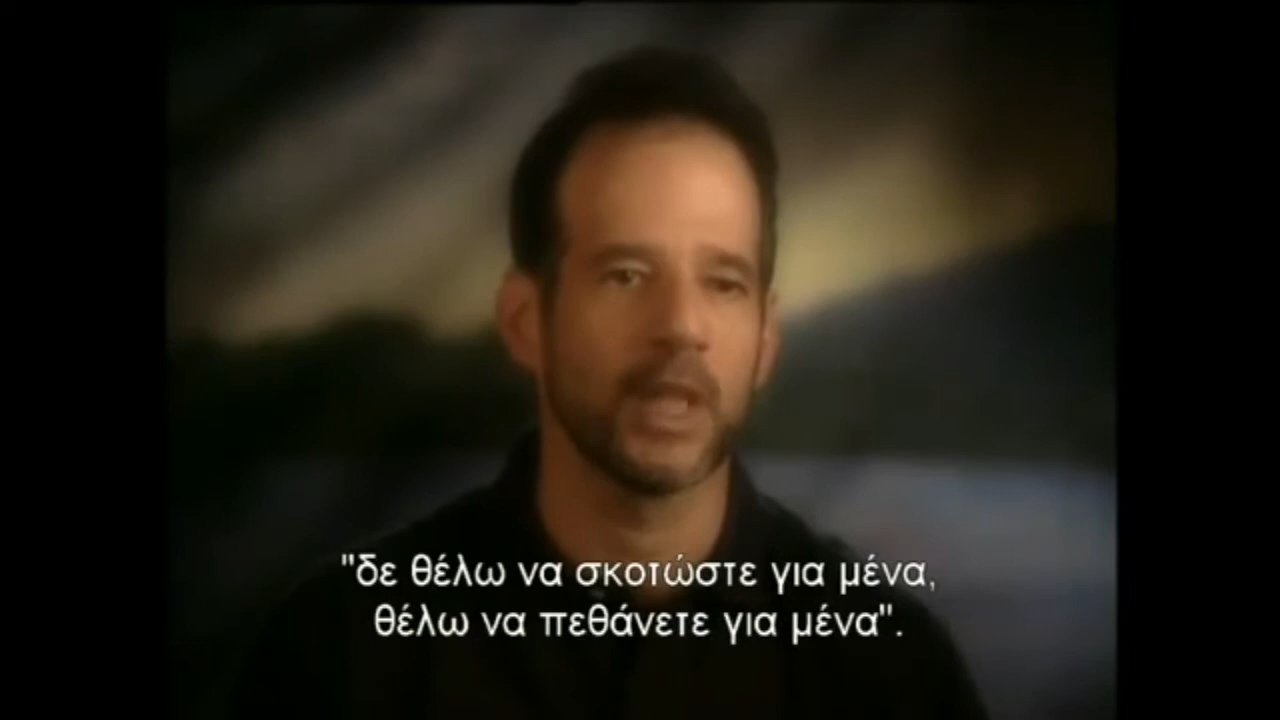 "δε θέλω να σκοτώστε για μένα,
θέλω να πεθάνετε για μένα".